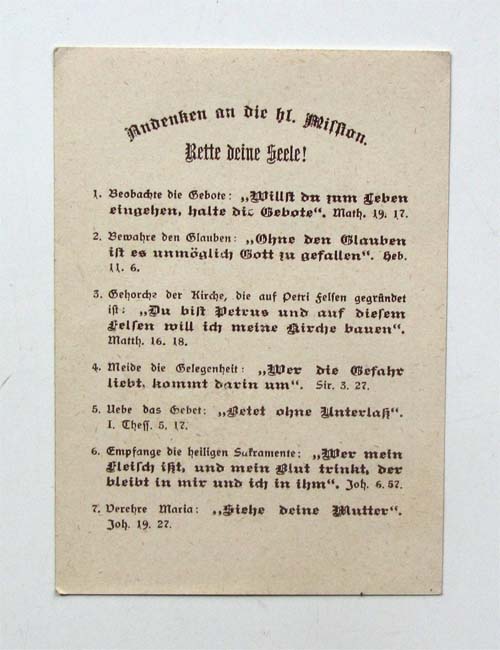 Andenken an die hl. Mission.
Rette deine Seele!
1. Beobachte die Gebote: „Willst du zum Leben
eingehen, halte die Gebote“. Math. 19. 17.
2. Bewahre den Glauben: „Ohne den Glauben
ist es unmöglich Gott zu gefallen“. Heb.
11. 6.
3. Gehorche der Kirche, die auf Petri Felsen gegründet
ist: „Du bist Petrus und auf diesem
Felsen will ich meine Kirche bauen“.
Matth. 16. 18.
4. Meide die Gelegenheit: „Wer die Gefahr
liebt, kommt darin um“. Sir. 3. 27.
5. Uebe das Gebet: „Betet ohne Unterlaß“.
I. Thess. 5, 17.
6. Empfange die heiligen Sakramente: „Wer mein
Fleisch ißt, und mein Blut trinkt, der
bleibt in mir und ich in ihm“. Joh. 6. 57.
7. Verehre Maria: „Siehe deine Mutter“.
Joh. 19. 27.